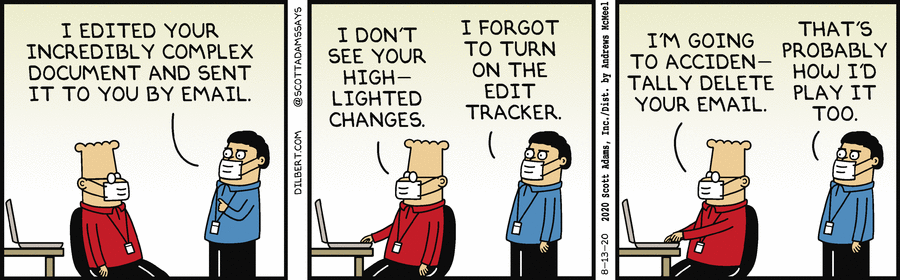 I EDITED YOUR
INCREDIBLY COMPLEX
DOCUMENT AND SENT
IT TO YOU BY EMAIL.
DILBERT.COM @SCOTTADAMSSAYS
I DON'T
SEE YOUR
HIGH-
LIGHTED
CHANGES.
I FORGOT
TO TURN
ON THE
EDIT
TRACKER.
8-13-20 2020 Scott Adams, Inc./Dist. by Andrews McMeel
I'M GOING
TO ACCIDEN-
TALLY DELETE
YOUR EMAIL.
THAT'S
PROBABLY
HOW I'D
PLAY IT
TOO.